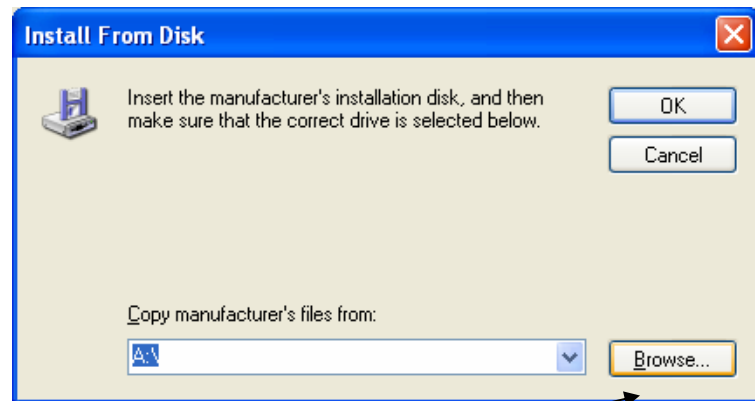 Install From Disk
Insert the manufacturer's installation disk, and then
make sure that the correct drive is selected below.
OK
Cancel
Copy manufacturer's files from:
A:\
Browse...